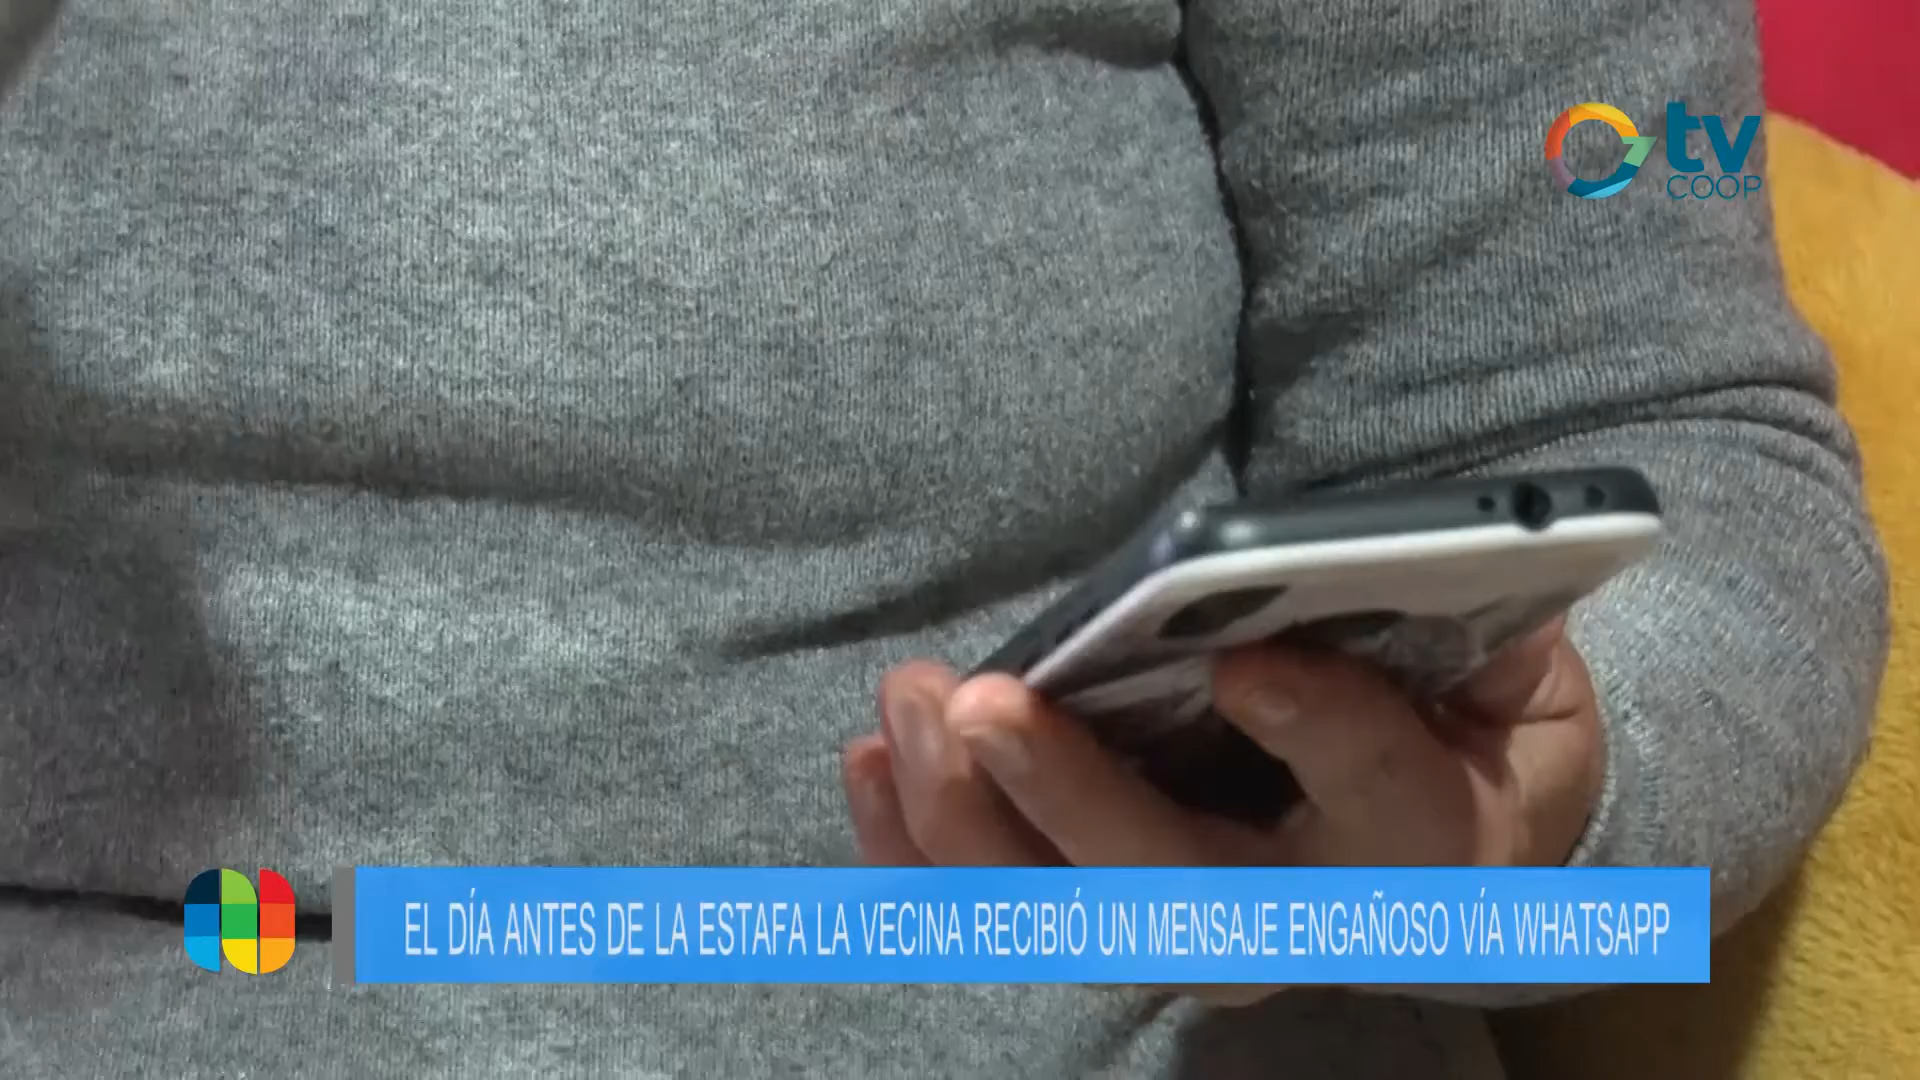 tv
COOP
EL DÍA ANTES DE LA ESTAFA LA VECINA RECIBIÓ UN MENSAJE ENGAÑOSO VÍA WHATSAPP